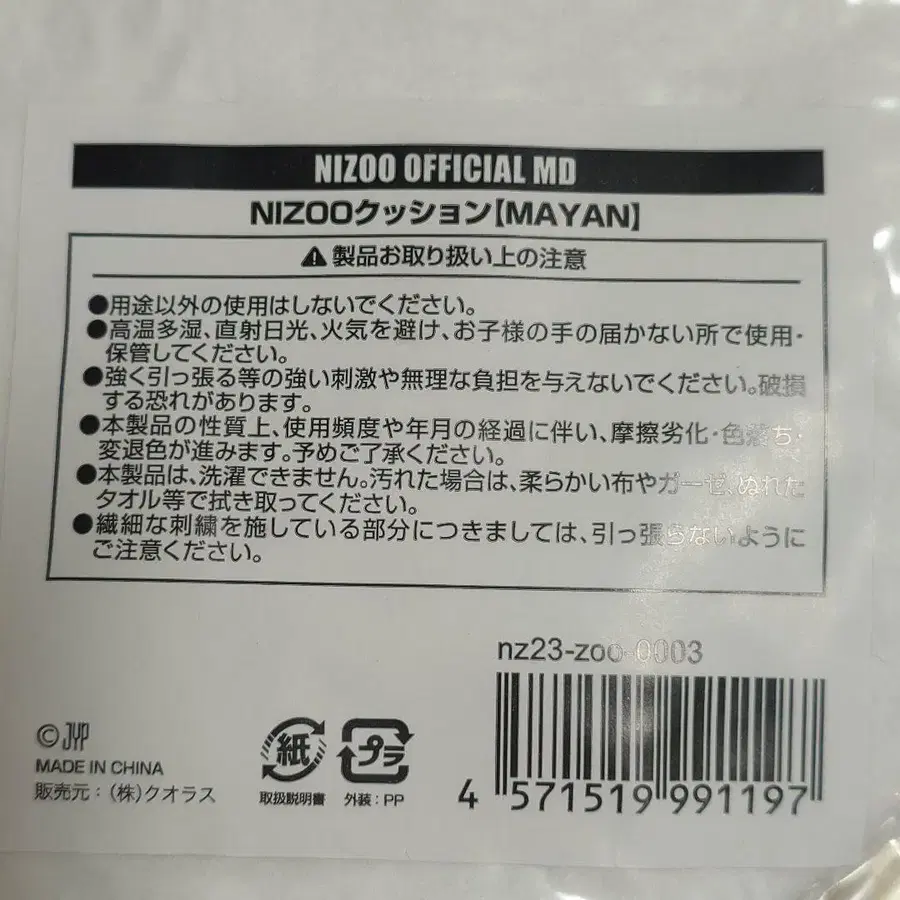 NIZOO OFFICIAL MD
NIZOOクッション【MAYAN】
⚠製品お取り扱い上の注意
●用途以外の使用はしないでください。
●高温多湿、直射日光、火気を避け、お子様の手の届かない所で使用・
保管してください。
●強く引っ張る等の強い刺激や無理な負担を与えないでください。破損
する恐れがあります。
●本製品の性質上、使用頻度や年月の経過に伴い、摩擦劣化・色落ち・
変退色が進みます。予めご了承ください。
●本製品は、洗濯できません。汚れた場合は、柔らかい布やガーゼ、ぬれた
タオル等で拭き取ってください。
●繊細な刺繍を施している部分につきましては、引っ張らないように
ご注意ください。
nz23-zoo-0003
©JYP
MADE IN CHINA
販売元：(株)クオラス
紙
取扱説明書
プラ
外装：PP
4 571519 991197